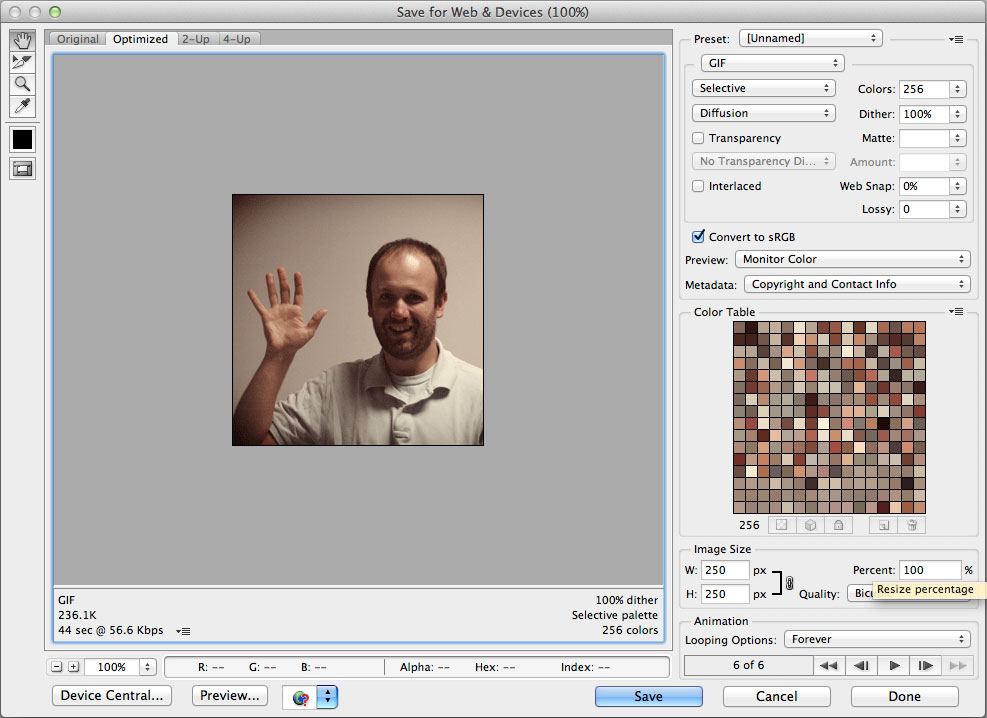 Save for Web & Devices (100%)
Original Optimized 2-Up 4-Up
Preset: [Unnamed]
GIF
Selective Colors: 256
Diffusion Dither: 100%
Transparency Matte:
No Transparency Di... Amount:
Interlaced Web Snap: 0%
Lossy: 0
Convert to sRGB
Preview: Monitor Color
Metadata: Copyright and Contact Info
Color Table
256
Image Size
W: 250 px Percent: 100 %
H: 250 px Quality:
Resize percentage
GIF 100% dither
236.1K Selective palette
44 sec @ 56.6 Kbps 256 colors
Animation
Looping Options: Forever
100% R: -- G: -- B: -- Alpha: -- Hex: -- Index: -- 6 of 6
Device Central... Preview... Save Cancel Done